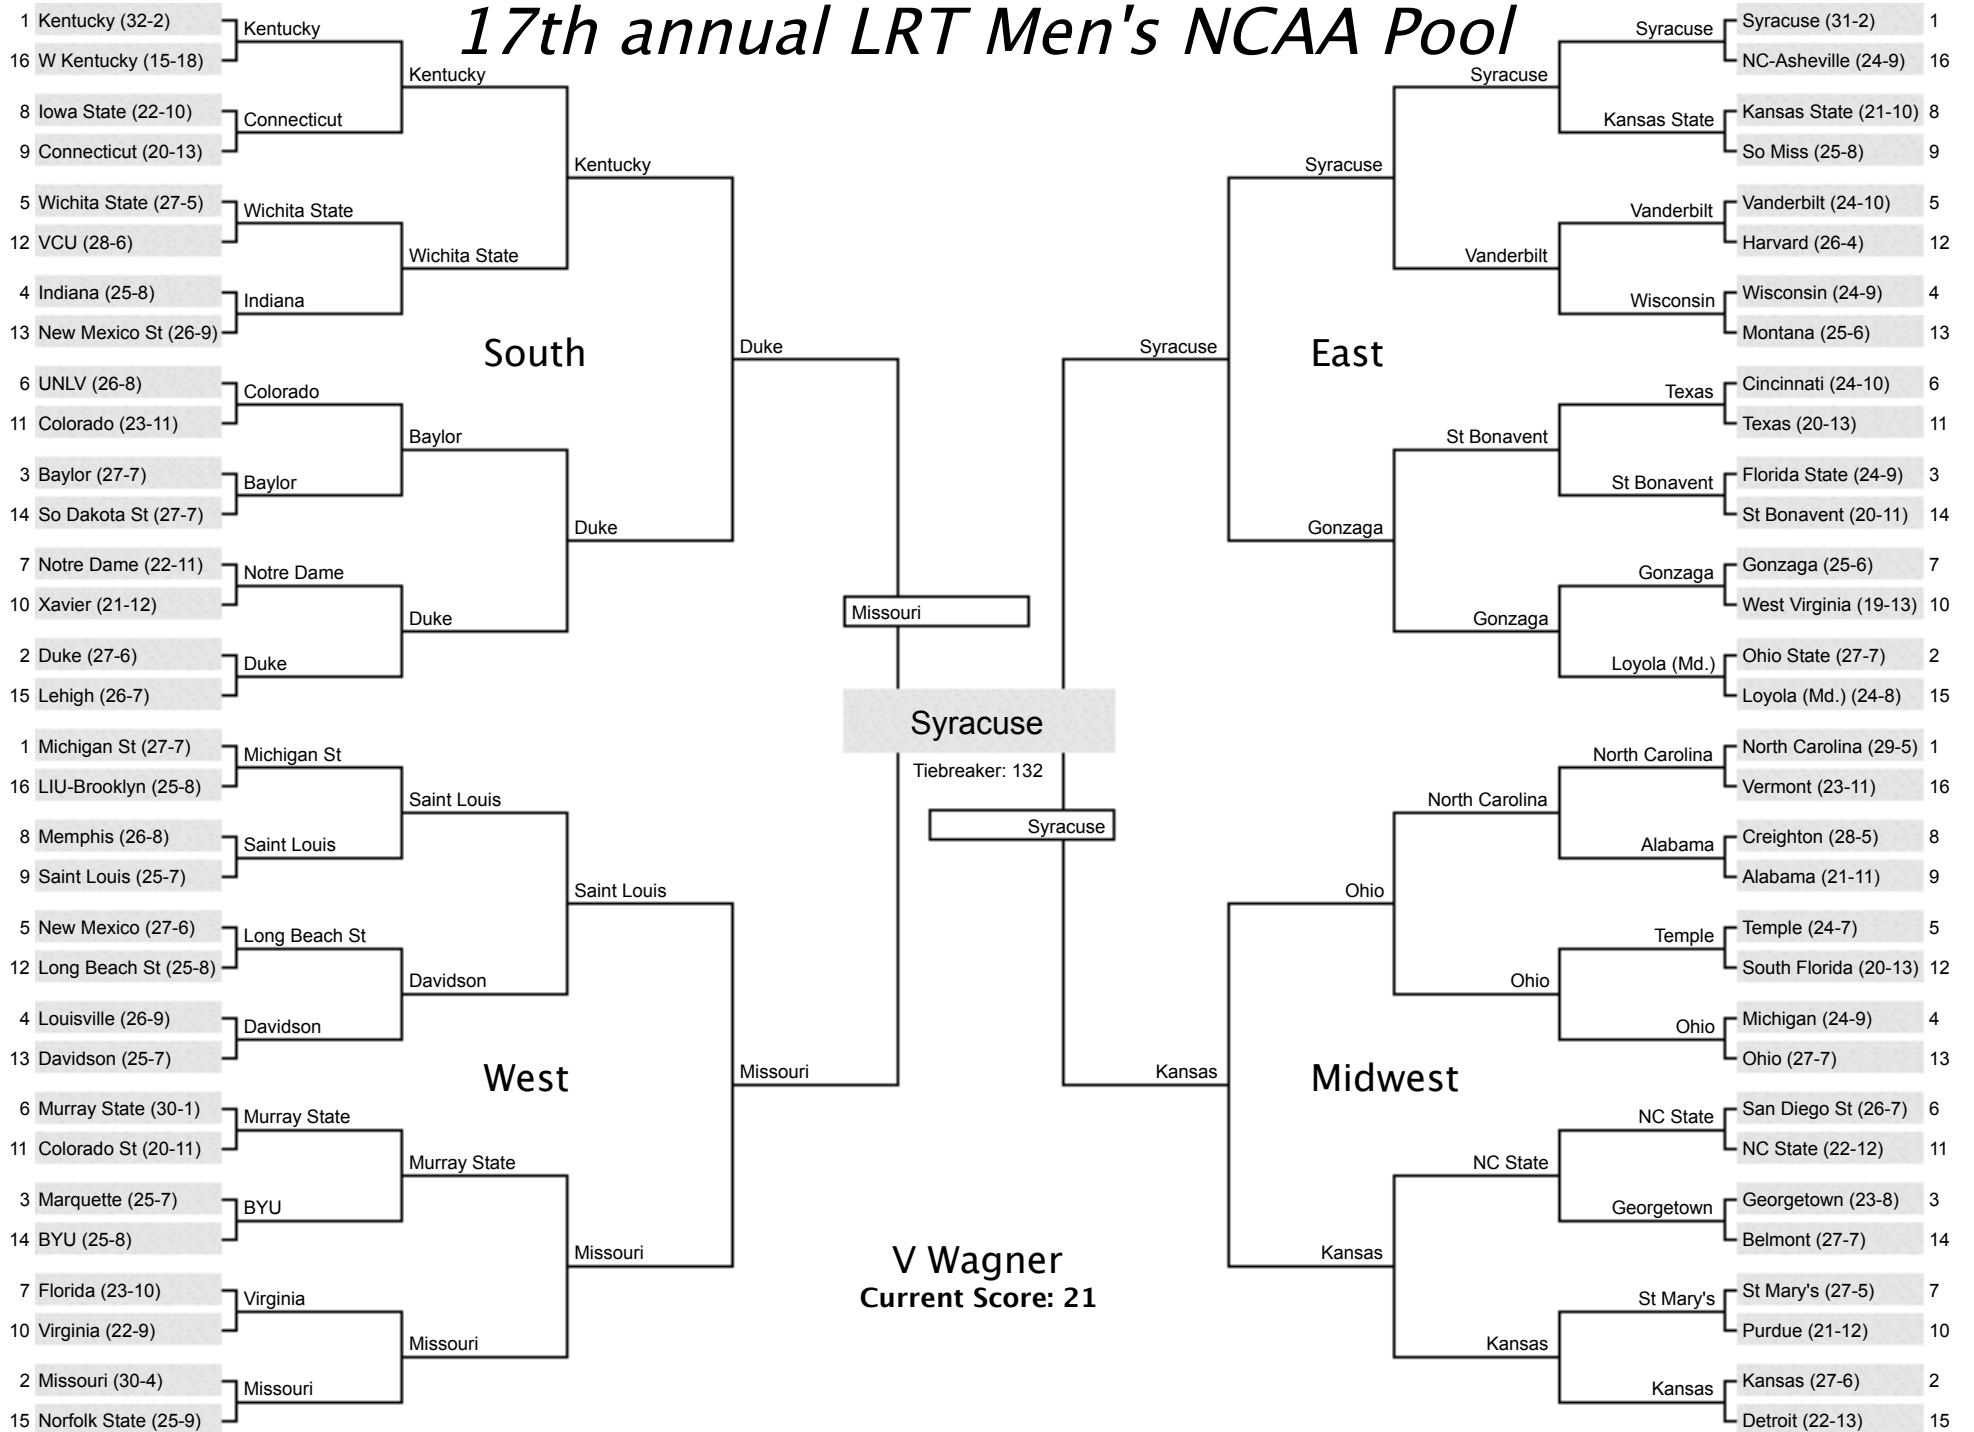 17th annual LRT Men's NCAA Pool
1 Kentucky (32-2)
16 W Kentucky (15-18)
8 Iowa State (22-10)
9 Connecticut (20-13)
5 Wichita State (27-5)
12 VCU (28-6)
4 Indiana (25-8)
13 New Mexico St (26-9)
6 UNLV (26-8)
11 Colorado (23-11)
3 Baylor (27-7)
14 So Dakota St (27-7)
7 Notre Dame (22-11)
10 Xavier (21-12)
2 Duke (27-6)
15 Lehigh (26-7)
Kentucky
Connecticut
Wichita State
Indiana
Colorado
Baylor
Notre Dame
Duke
Kentucky
Wichita State
Baylor
Duke
Kentucky
Duke
South
Duke
1 Michigan St (27-7)
16 LIU-Brooklyn (25-8)
8 Memphis (26-8)
9 Saint Louis (25-7)
5 New Mexico (27-6)
12 Long Beach St (25-8)
4 Louisville (26-9)
13 Davidson (25-7)
6 Murray State (30-1)
11 Colorado St (20-11)
3 Marquette (25-7)
14 BYU (25-8)
7 Florida (23-10)
10 Virginia (22-9)
2 Missouri (30-4)
15 Norfolk State (25-9)
Michigan St
Saint Louis
Long Beach St
Davidson
Murray State
BYU
Virginia
Missouri
Saint Louis
Davidson
Murray State
Missouri
Saint Louis
Missouri
West
Missouri
Missouri
Syracuse
Tiebreaker: 132
Syracuse
V Wagner
Current Score: 21
Syracuse (31-2) 1
NC-Asheville (24-9) 16
Kansas State (21-10) 8
So Miss (25-8) 9
Vanderbilt (24-10) 5
Harvard (26-4) 12
Wisconsin (24-9) 4
Montana (25-6) 13
Cincinnati (24-10) 6
Texas (20-13) 11
Florida State (24-9) 3
St Bonavent (20-11) 14
Gonzaga (25-6) 7
West Virginia (19-13) 10
Ohio State (27-7) 2
Loyola (Md.) (24-8) 15
Syracuse
Kansas State
Vanderbilt
Wisconsin
Texas
St Bonavent
Gonzaga
Loyola (Md.)
Syracuse
Vanderbilt
St Bonavent
Gonzaga
Syracuse
Gonzaga
East
Syracuse
North Carolina (29-5) 1
Vermont (23-11) 16
Creighton (28-5) 8
Alabama (21-11) 9
Temple (24-7) 5
South Florida (20-13) 12
Michigan (24-9) 4
Ohio (27-7) 13
San Diego St (26-7) 6
NC State (22-12) 11
Georgetown (23-8) 3
Belmont (27-7) 14
St Mary's (27-5) 7
Purdue (21-12) 10
Kansas (27-6) 2
Detroit (22-13) 15
North Carolina
Alabama
Temple
Ohio
NC State
Georgetown
St Mary's
Kansas
North Carolina
Ohio
NC State
Kansas
Ohio
Kansas
Midwest
Kansas